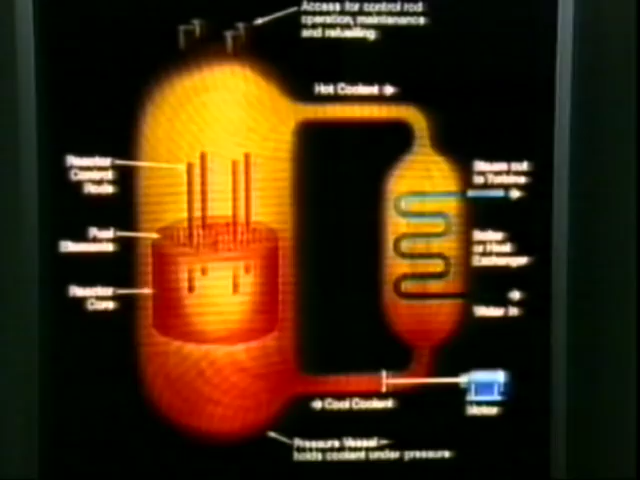 Access for control rod
operation, maintenance
and refuelling.
Hot Coolant
Reactor
Control
Rods
Steam out
to Turbine
Fuel
Elements
Boiler
or Heat
Exchanger
Reactor
Core
Water in
Cool Coolant
Motor
Pressure Vessel –
holds coolant under pressure